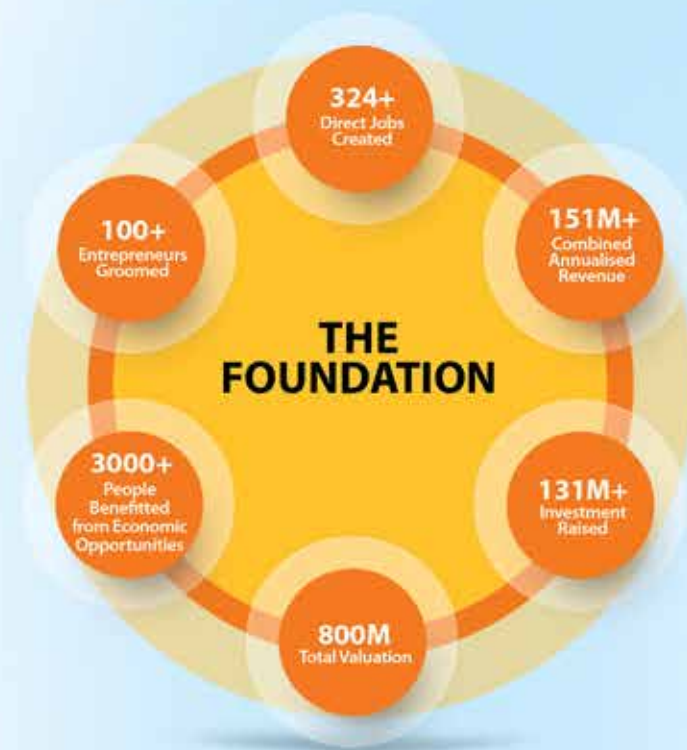 324+
Direct Jobs
Created
151M+
Combined
Annualised
Revenue
131M+
Investment
Raised
800M
Total Valuation
3000+
People
Benefitted
from Economic
Opportunities
100+
Entrepreneurs
Groomed
THE
FOUNDATION